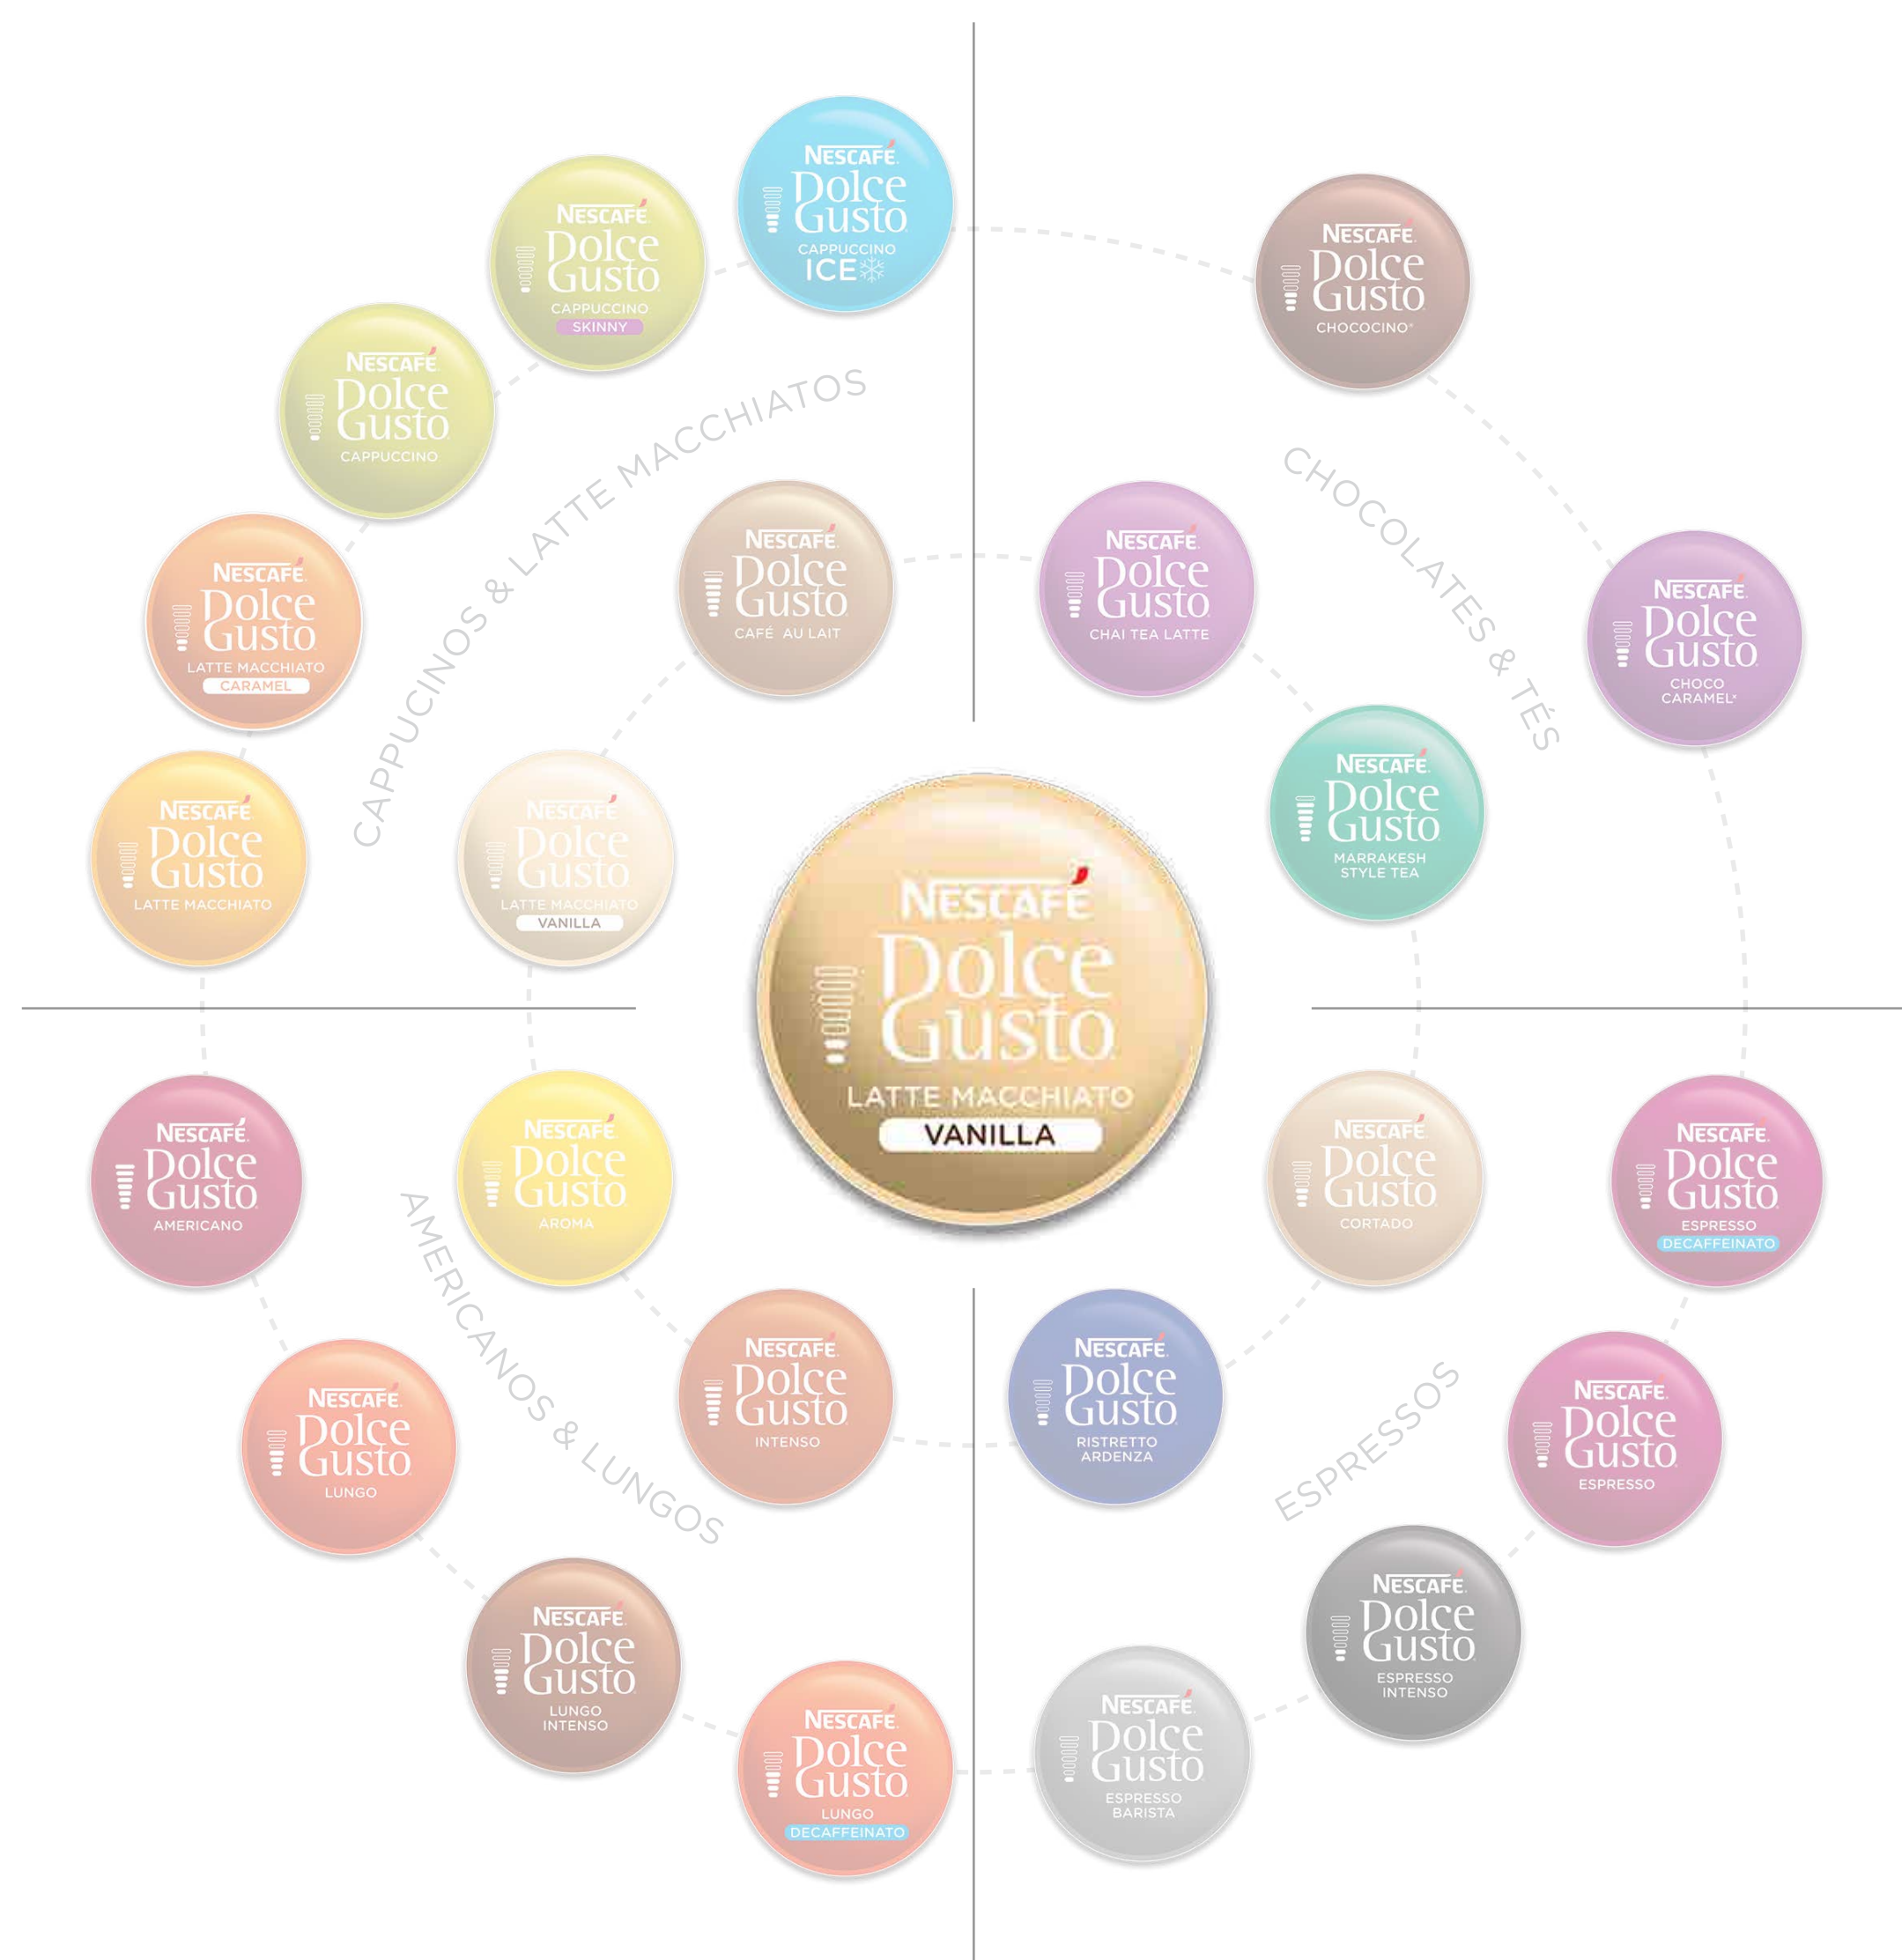 NESCAFÉ.
Dolce
Gusto
CAPPUCCINO
ICE
NESCAFÉ.
Dolce
Gusto
CAPPUCCINO
SKINNY
NESCAFÉ.
Dolce
Gusto
CAPPUCCINO
NESCAFÉ.
Dolce
Gusto
LATTE MACCHIATO
CARAMEL
NESCAFÉ
Dolce
Gusto
LATTE MACCHIATO
CAPPUCINOS & LATTE MACCHIATOS
NESCAFÉ.
Dolce
Gusto
CAFÉ AU LAIT
NESCAFÉ
Dolce
Gusto
LATTE MACCHIATO
VANILLA
NESCAFÉ.
Dolce
Gusto
CHOCOCINO®
CHOCOLATES & TÉS
NESCAFÉ.
Dolce
Gusto
CHAI TEA LATTE
NESCAFÉ.
Dolce
Gusto
CHOCO
CARAMEL*
NESCAFÉ.
Dolce
Gusto
MARRAKESH
STYLE TEA
NESCAFÉ
Dolce
Gusto
LATTE MACCHIATO
VANILLA
NESCAFÉ.
Dolce
Gusto
AMERICANO
NESCAFÉ.
Dolce
Gusto
AROMA
AMERICANOS & LUNGOS
NESCAFÉ.
Dolce
Gusto
INTENSO
NESCAFÉ.
Dolce
Gusto
LUNGO
NESCAFÉ.
Dolce
Gusto
LUNGO
INTENSO
NESCAFÉ.
Dolce
Gusto
LUNGO
DECAFFEINATO
NESCAFÉ
Dolce
Gusto
CORTADO
NESCAFÉ.
Dolce
Gusto
ESPRESSO
DECAFFEINATO
NESCAFÉ.
Dolce
Gusto
RISTRETTO
ARDENZA
ESPRESSOS
NESCAFÉ.
Dolce
Gusto
ESPRESSO
NESCAFÉ.
Dolce
Gusto
ESPRESSO
INTENSO
NESCAFÉ.
Dolce
Gusto
ESPRESSO
BARISTA